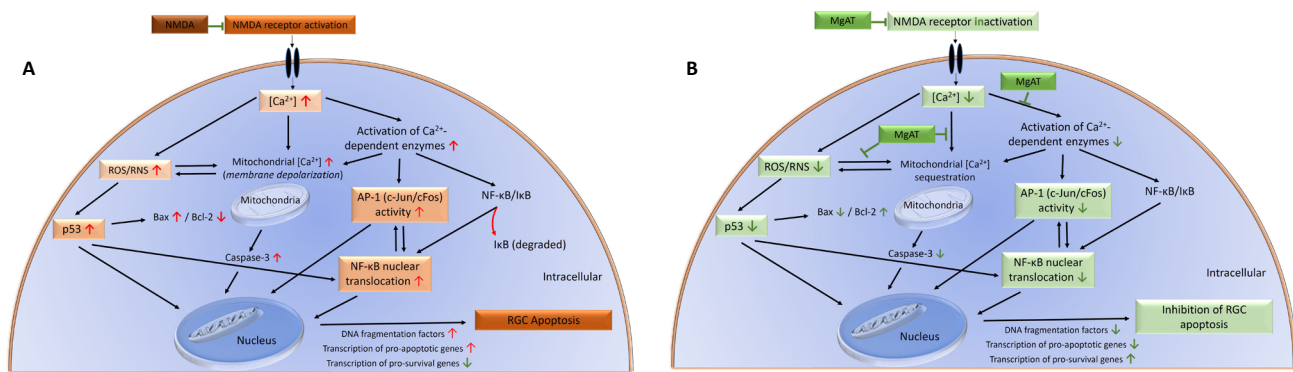 NMDA
NMDA receptor activation
A
[Ca²⁺] ↑
Activation of Ca²⁺-
dependent enzymes ↑
ROS/RNS ↑
Mitochondrial [Ca²⁺] ↑
(membrane depolarization)
Mitochondria
AP-1 (c-Jun/cFos)
activity ↑
NF-κB/IκB
p53 ↑
Bax ↑ / Bcl-2 ↓
IκB (degraded)
Caspase-3 ↑
NF-κB nuclear
translocation ↑
Intracellular
Nucleus
RGC Apoptosis
DNA fragmentation factors ↑
Transcription of pro-apoptotic genes ↑
Transcription of pro-survival genes ↓
MgAT
NMDA receptor inactivation
B
MgAT
[Ca²⁺] ↓
MgAT
Activation of Ca²⁺-
dependent enzymes ↓
ROS/RNS ↓
Mitochondrial [Ca²⁺]
sequestration
Mitochondria
AP-1 (c-Jun/cFos)
activity ↓
NF-κB/IκB
p53 ↓
Bax ↓ / Bcl-2 ↑
Caspase-3 ↓
NF-κB nuclear
translocation ↓
Intracellular
Nucleus
Inhibition of RGC
apoptosis
DNA fragmentation factors ↓
Transcription of pro-apoptotic genes ↓
Transcription of pro-survival genes ↑